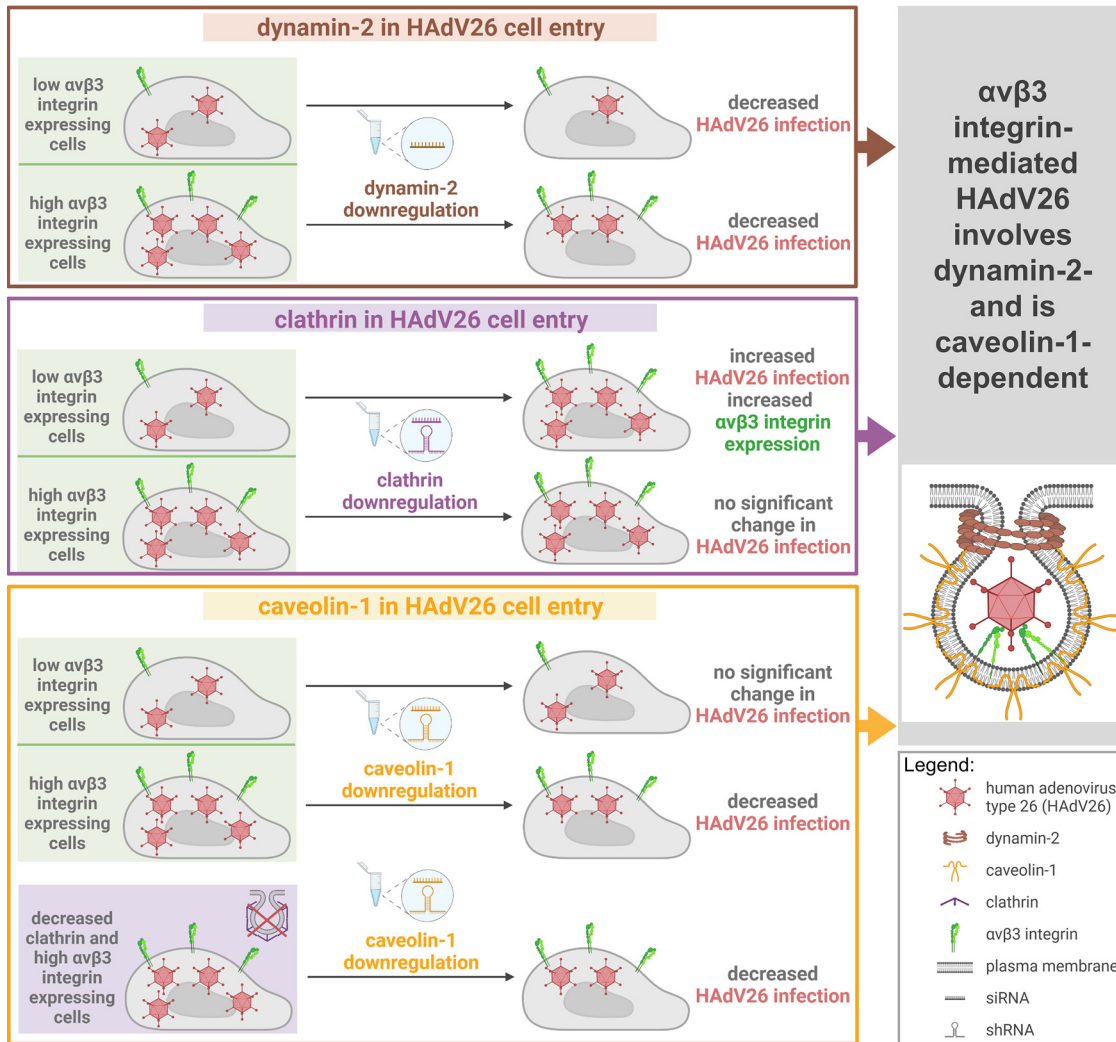 dynamin-2 in HAdV26 cell entry
low αvβ3
integrin
expressing
cells
decreased
HAdV26 infection
dynamin-2
downregulation
high αvβ3
integrin
expressing
cells
decreased
HAdV26 infection
clathrin in HAdV26 cell entry
low αvβ3
integrin
expressing
cells
increased
HAdV26 infection
increased
αvβ3 integrin
expression
clathrin
downregulation
high αvβ3
integrin
expressing
cells
no significant
change in
HAdV26 infection
caveolin-1 in HAdV26 cell entry
low αvβ3
integrin
expressing
cells
no significant
change in
HAdV26 infection
caveolin-1
downregulation
high αvβ3
integrin
expressing
cells
decreased
HAdV26 infection
decreased
clathrin and
high αvβ3
integrin
expressing
cells
caveolin-1
downregulation
decreased
HAdV26 infection
αvβ3
integrin-
mediated
HAdV26
involves
dynamin-2-
and is
caveolin-1-
dependent
Legend:
human adenovirus
type 26 (HAdV26)
dynamin-2
caveolin-1
clathrin
αvβ3 integrin
plasma membrane
siRNA
shRNA